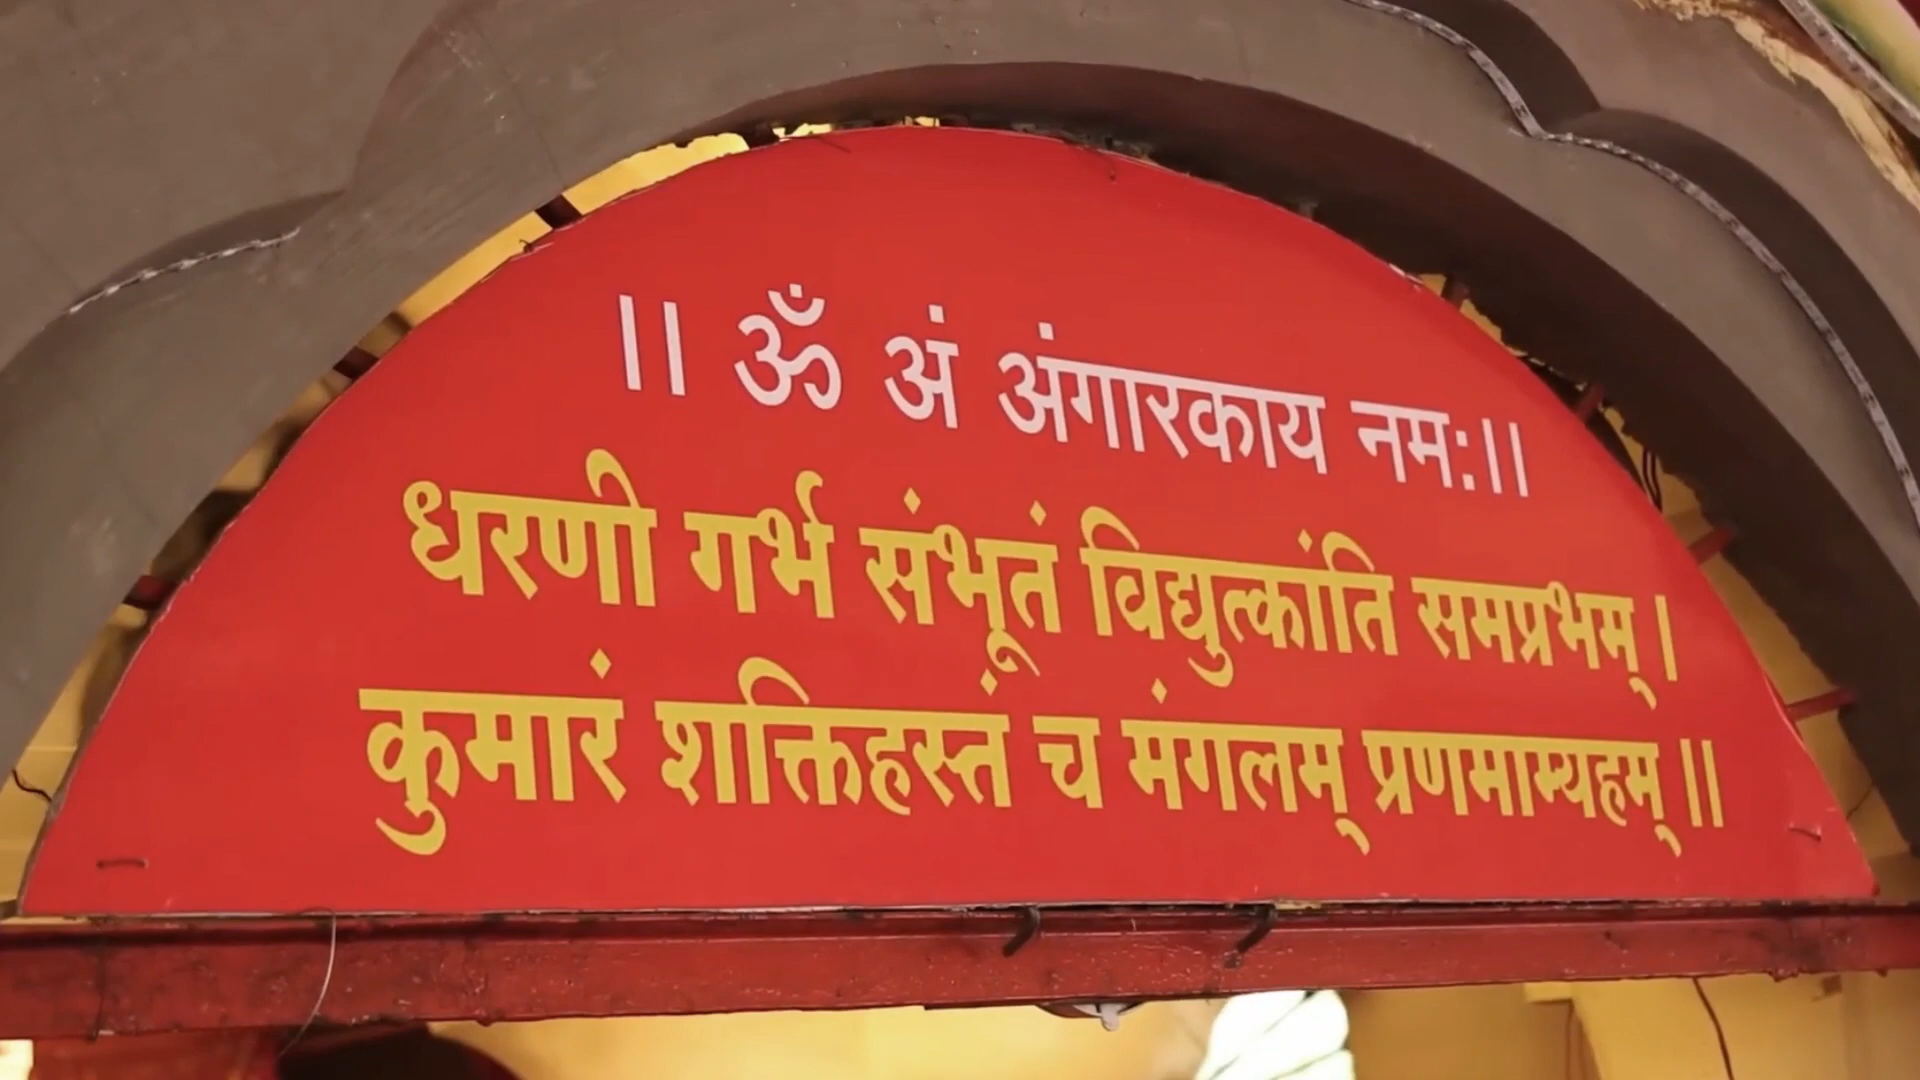 ।। ॐ अं अंगारकाय नमः।।
धरणी गर्भ संभूतं विद्युत्कांति समप्रभम् ।
कुमारं शक्तिहस्तं च मंगलम् प्रणमाम्यहम् ।।